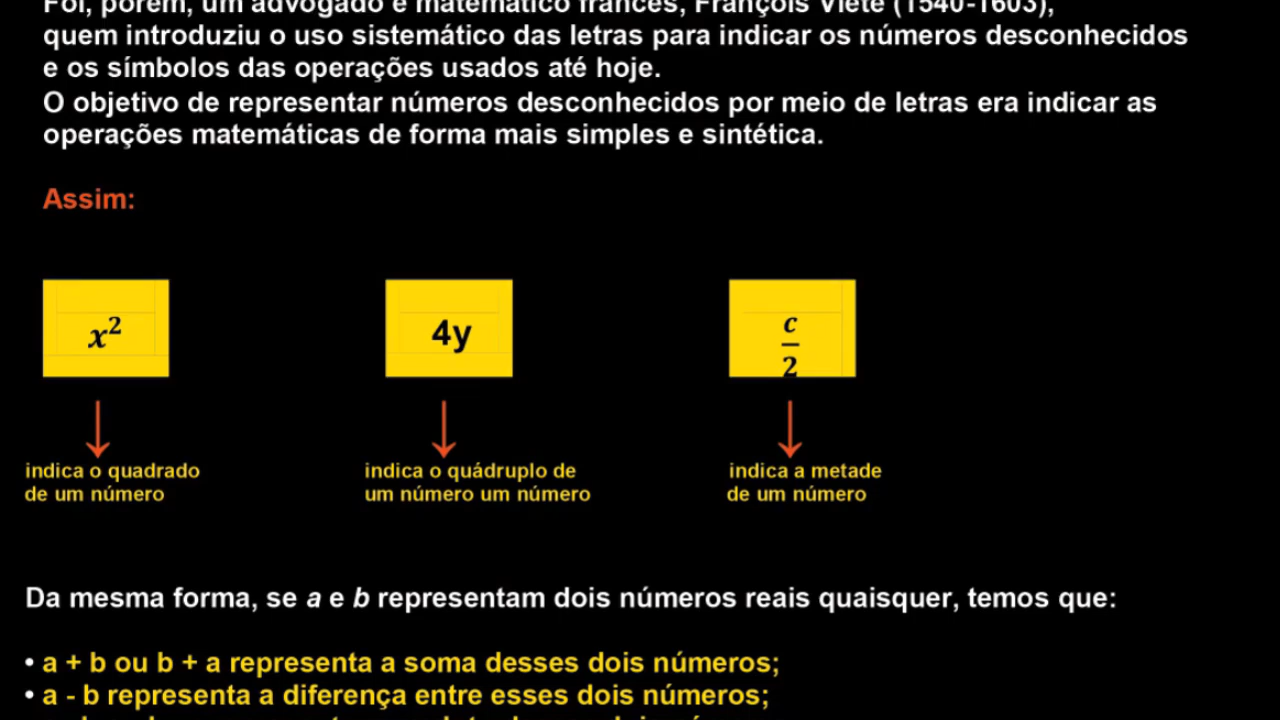 Foi, porém, um advogado e matemático francês, François Viète (1540-1603),
quem introduziu o uso sistemático das letras para indicar os números desconhecidos
e os símbolos das operações usados até hoje.
O objetivo de representar números desconhecidos por meio de letras era indicar as
operações matemáticas de forma mais simples e sintética.
Assim:
x²
4y
c
2
indica o quadrado
de um número
indica o quádruplo de
um número um número
indica a metade
de um número
Da mesma forma, se a e b representam dois números reais quaisquer, temos que:
• a + b ou b + a representa a soma desses dois números;
• a - b representa a diferença entre esses dois números;